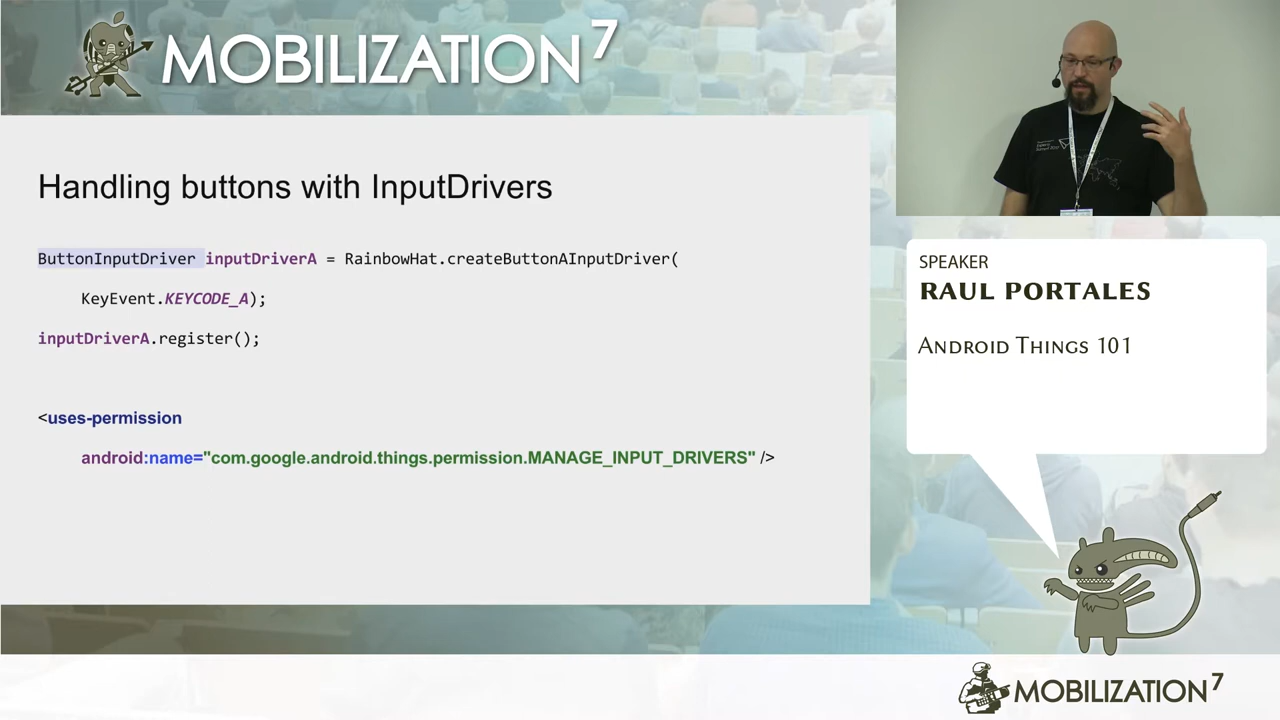 MOBILIZATION 7
Handling buttons with InputDrivers
ButtonInputDriver inputDriverA = RainbowHat.createButtonAInputDriver(
KeyEvent.KEYCODE_A);
inputDriverA.register();
<uses-permission
android:name="com.google.android.things.permission.MANAGE_INPUT_DRIVERS" />
SPEAKER
RAUL PORTALES
ANDROID THINGS 101
MOBILIZATION 7